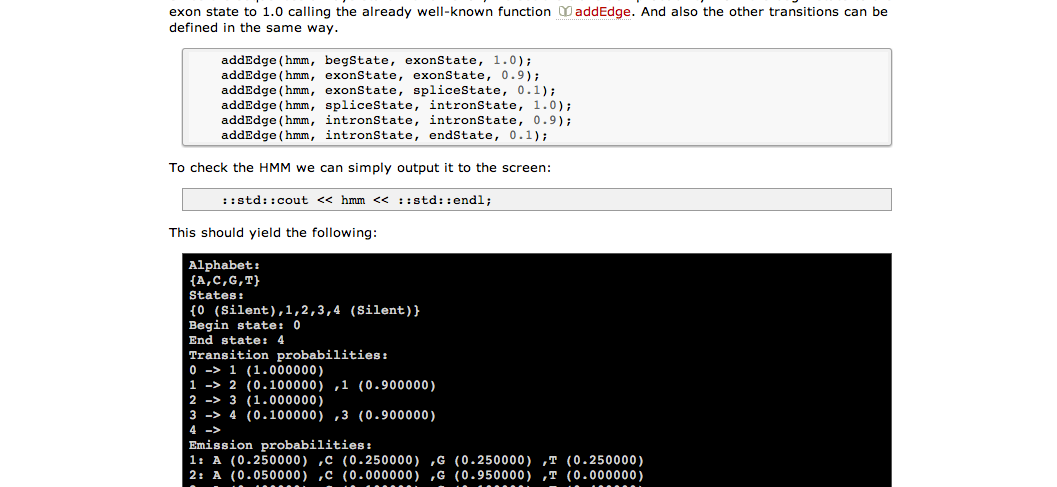 exon state to 1.0 calling the already well-known function addEdge. And also the other transitions can be
defined in the same way.
addEdge(hmm, begState, exonState, 1.0);
addEdge(hmm, exonState, exonState, 0.9);
addEdge(hmm, exonState, spliceState, 0.1);
addEdge(hmm, spliceState, intronState, 1.0);
addEdge(hmm, intronState, intronState, 0.9);
addEdge(hmm, intronState, endState, 0.1);
To check the HMM we can simply output it to the screen:
::std::cout << hmm << ::std::endl;
This should yield the following:
Alphabet:
{A,C,G,T}
States:
{0 (Silent),1,2,3,4 (Silent)}
Begin state: 0
End state: 4
Transition probabilities:
0 -> 1 (1.000000)
1 -> 2 (0.100000) ,1 (0.900000)
2 -> 3 (1.000000)
3 -> 4 (0.100000) ,3 (0.900000)
4 ->
Emission probabilities:
1: A (0.250000) ,C (0.250000) ,G (0.250000) ,T (0.250000)
2: A (0.050000) ,C (0.000000) ,G (0.950000) ,T (0.000000)